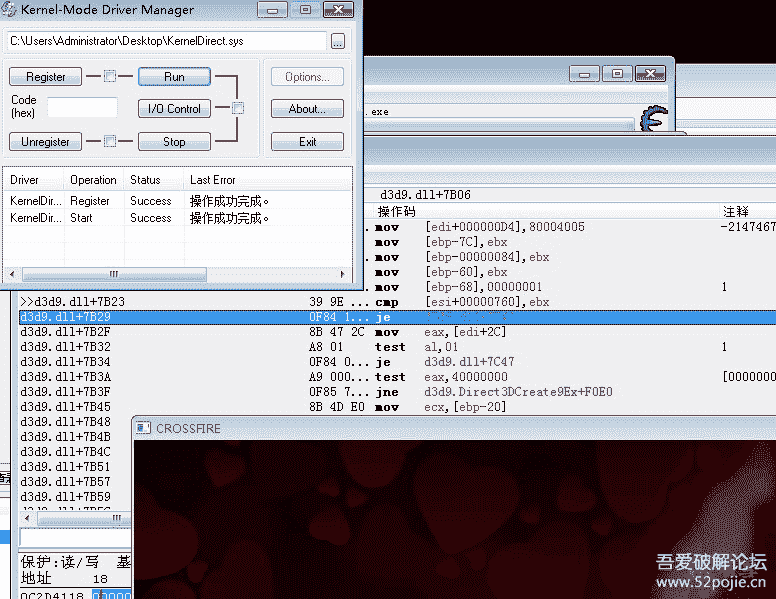 Kernel-Mode Driver Manager
C:\Users\Administrator\Desktop\KernelDirect.sys
...
Register
Run
Options...
Code
(hex)
I/O Control
About...
Unregister
Stop
Exit
Driver Operation Status Last Error
KernelDir... Register Success 操作成功完成。
KernelDir... Start Success 操作成功完成。
.exe
d3d9.dll+7B06
操作码 注释
mov [edi+000000D4],80004005 -2147467
mov [ebp-7C],ebx
mov [ebp-00000084],ebx
mov [ebp-60],ebx
mov [ebp-68],00000001 1
>>d3d9.dll+7B23 39 9E ... cmp [esi+00000760],ebx
d3d9.dll+7B29 0F84 1... je
d3d9.dll+7B2F 8B 47 2C mov eax,[edi+2C]
d3d9.dll+7B32 A8 01 test al,01 1
d3d9.dll+7B34 0F84 0... je d3d9.dll+7C47
d3d9.dll+7B3A A9 000... test eax,40000000 [0000000
d3d9.dll+7B3F 0F85 7... jne d3d9.Direct3DCreate9Ex+F0E0
d3d9.dll+7B45 8B 4D E0 mov ecx,[ebp-20]
d3d9.dll+7B48
d3d9.dll+7B4B
d3d9.dll+7B4C
d3d9.dll+7B51
d3d9.dll+7B57
d3d9.dll+7B59
CROSSFIRE
保护:读/写 基
地址 18
吾爱破解论坛
www.52pojie.cn